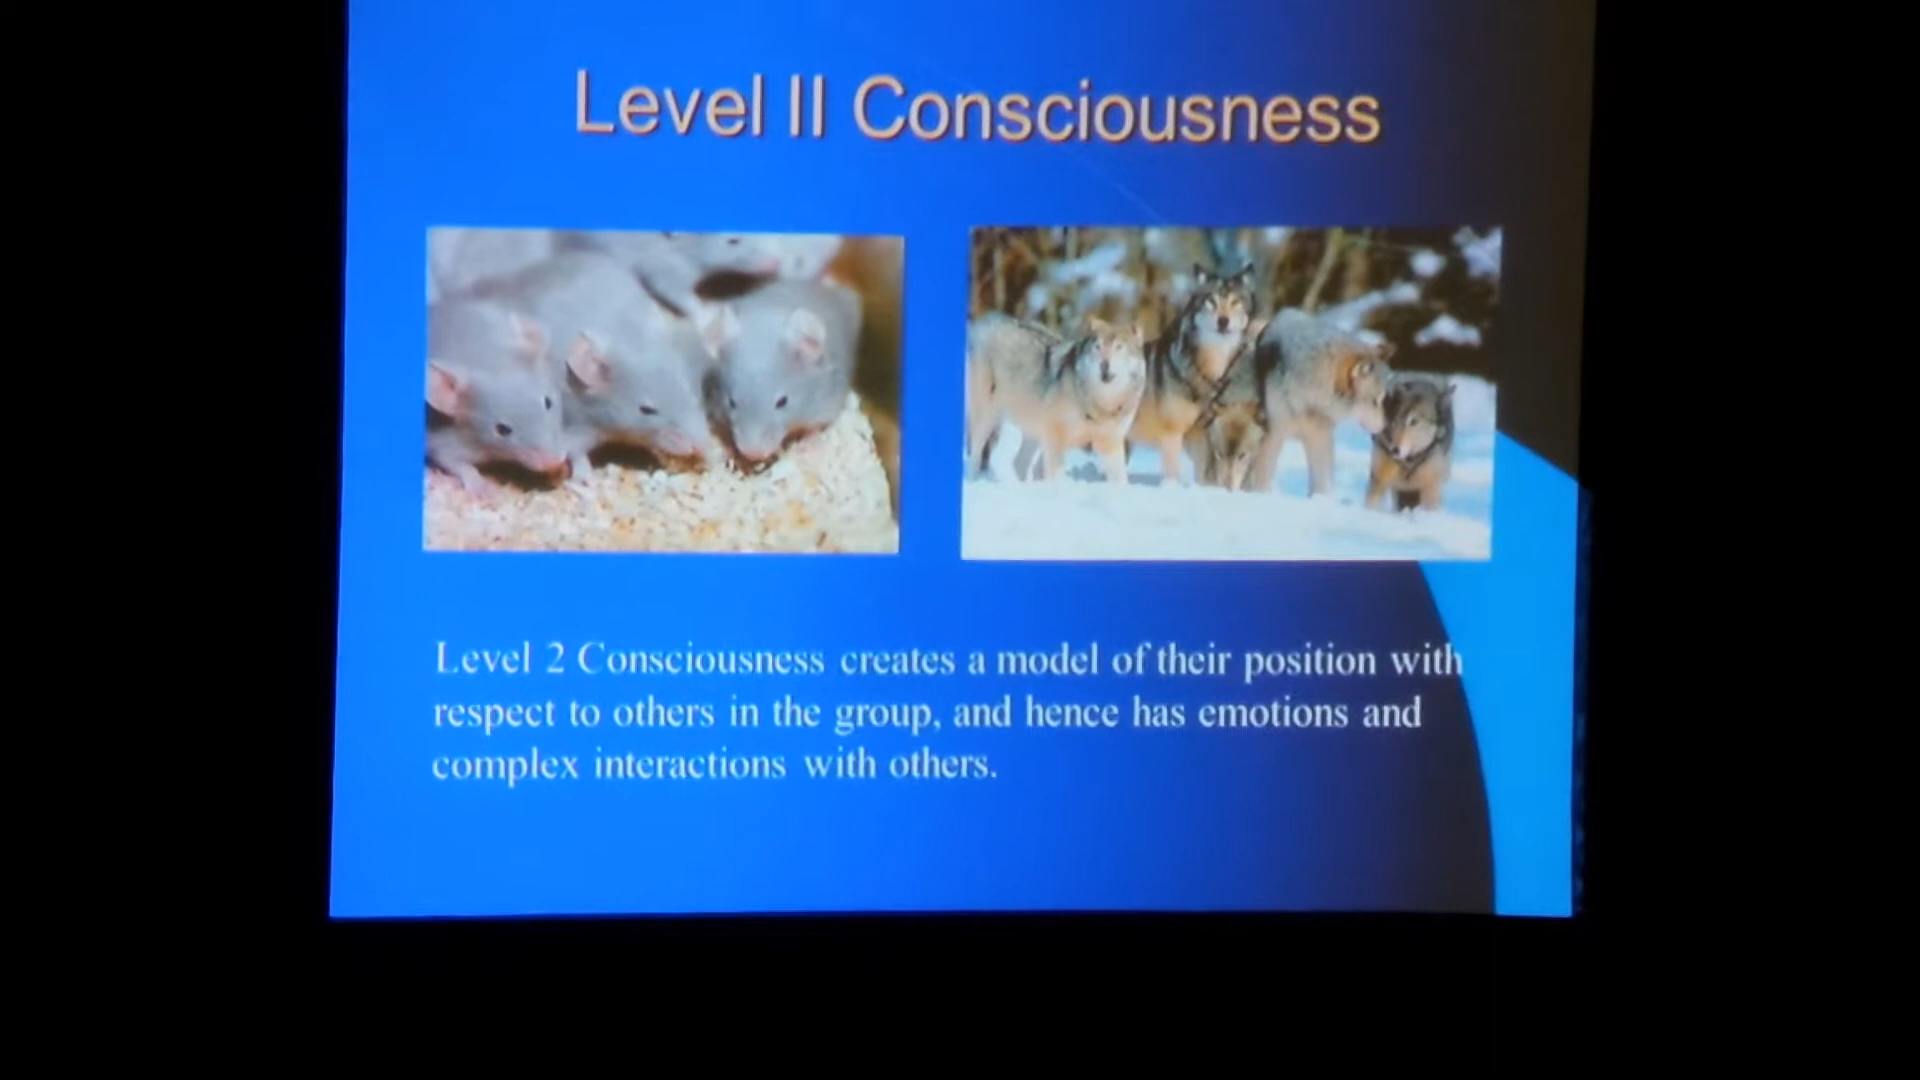 Level II Consciousness
Level 2 Consciousness creates a model of their position with
respect to others in the group, and hence has emotions and
complex interactions with others.